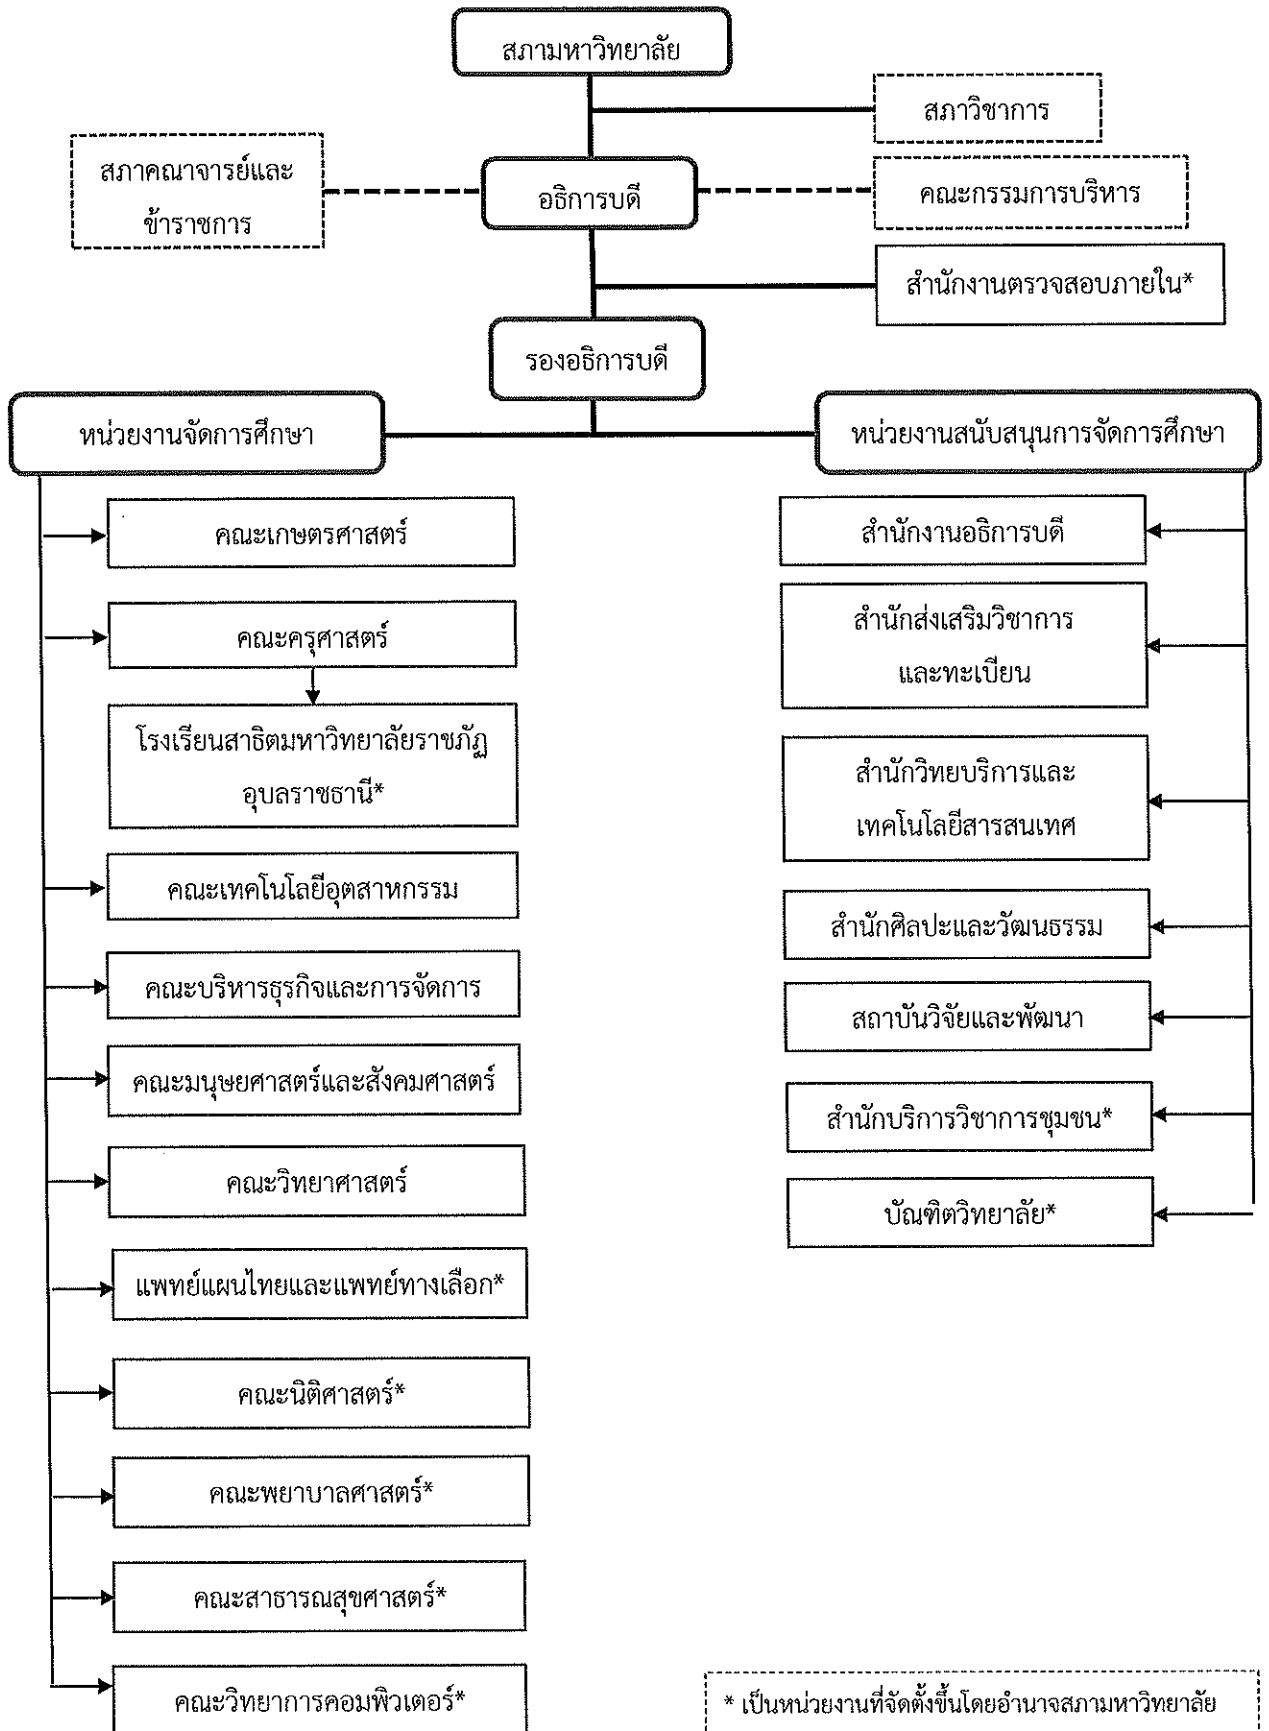 สภามหาวิทยาลัย
สภาวิชาการ
สภาคณาจารย์และ
ข้าราชการ
อธิการบดี
คณะกรรมการบริหาร
สำนักงานตรวจสอบภายใน*
รองอธิการบดี
หน่วยงานจัดการศึกษา
คณะเกษตรศาสตร์
คณะครุศาสตร์
โรงเรียนสาธิตมหาวิทยาลัยราชภัฏ
อุบลราชธานี*
คณะเทคโนโลยีอุตสาหกรรม
คณะบริหารธุรกิจและการจัดการ
คณะมนุษยศาสตร์และสังคมศาสตร์
คณะวิทยาศาสตร์
แพทย์แผนไทยและแพทย์ทางเลือก*
คณะนิติศาสตร์*
คณะพยาบาลศาสตร์*
คณะสาธารณสุขศาสตร์*
คณะวิทยาการคอมพิวเตอร์*
หน่วยงานสนับสนุนการจัดการศึกษา
สำนักงานอธิการบดี
สำนักส่งเสริมวิชาการ
และทะเบียน
สำนักวิทยบริการและ
เทคโนโลยีสารสนเทศ
สำนักศิลปะและวัฒนธรรม
สถาบันวิจัยและพัฒนา
สำนักบริการวิชาการชุมชน*
บัณฑิตวิทยาลัย*
* เป็นหน่วยงานที่จัดตั้งขึ้นโดยอำนาจสภามหาวิทยาลัย